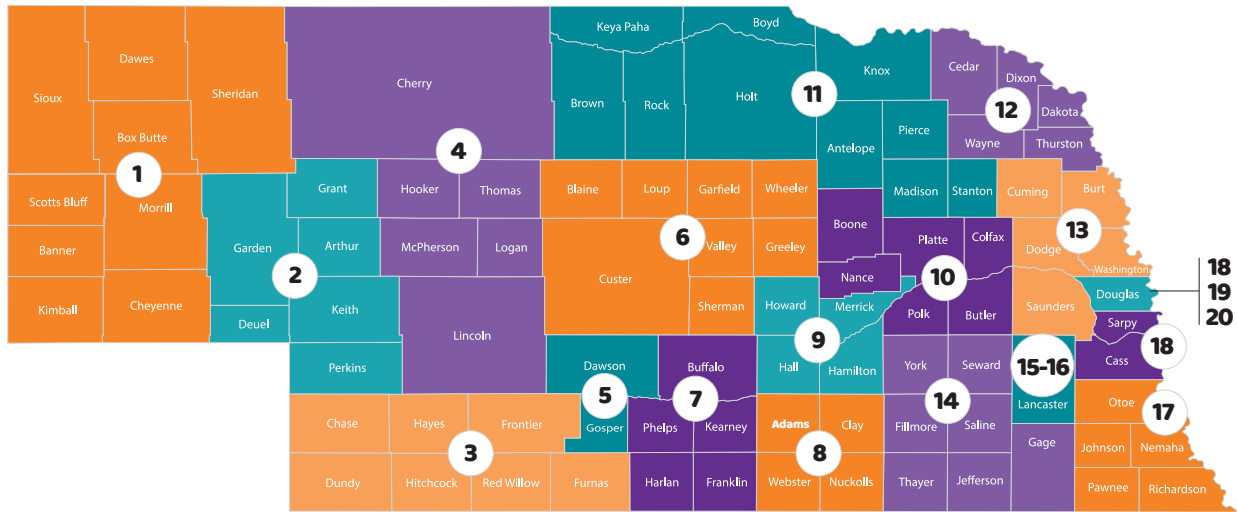 Keya Paha
Boyd
Sioux
Dawes
Sheridan
Cherry
Brown
Rock
Holt
11
Knox
Cedar
Dixon
12
Dakota
Box Butte
4
Pierce
Antelope
Wayne
Thurston
1
Scotts Bluff
Morrill
Grant
Hooker
Thomas
Blaine
Loup
Garfield
Wheeler
Madison
Stanton
Cuming
Burt
Banner
Garden
Arthur
McPherson
Logan
6
Valley
Greeley
Boone
Platte
Colfax
Dodge
13
Washington
2
Custer
Nance
10
18
19
20
Kimball
Cheyenne
Deuel
Keith
Lincoln
Sherman
Howard
Merrick
Polk
Butler
Saunders
Douglas
Sarpy
18
Perkins
Dawson
Buffalo
9
Hall
Hamilton
York
Seward
15-16
Cass
5
7
14
Lancaster
Otoe
17
Chase
Hayes
Frontier
Gosper
Phelps
Kearney
Adams
Clay
Fillmore
Saline
Gage
Johnson
Nemaha
3
8
Dundy
Hitchcock
Red Willow
Furnas
Harlan
Franklin
Webster
Nuckolls
Thayer
Jefferson
Pawnee
Richardson